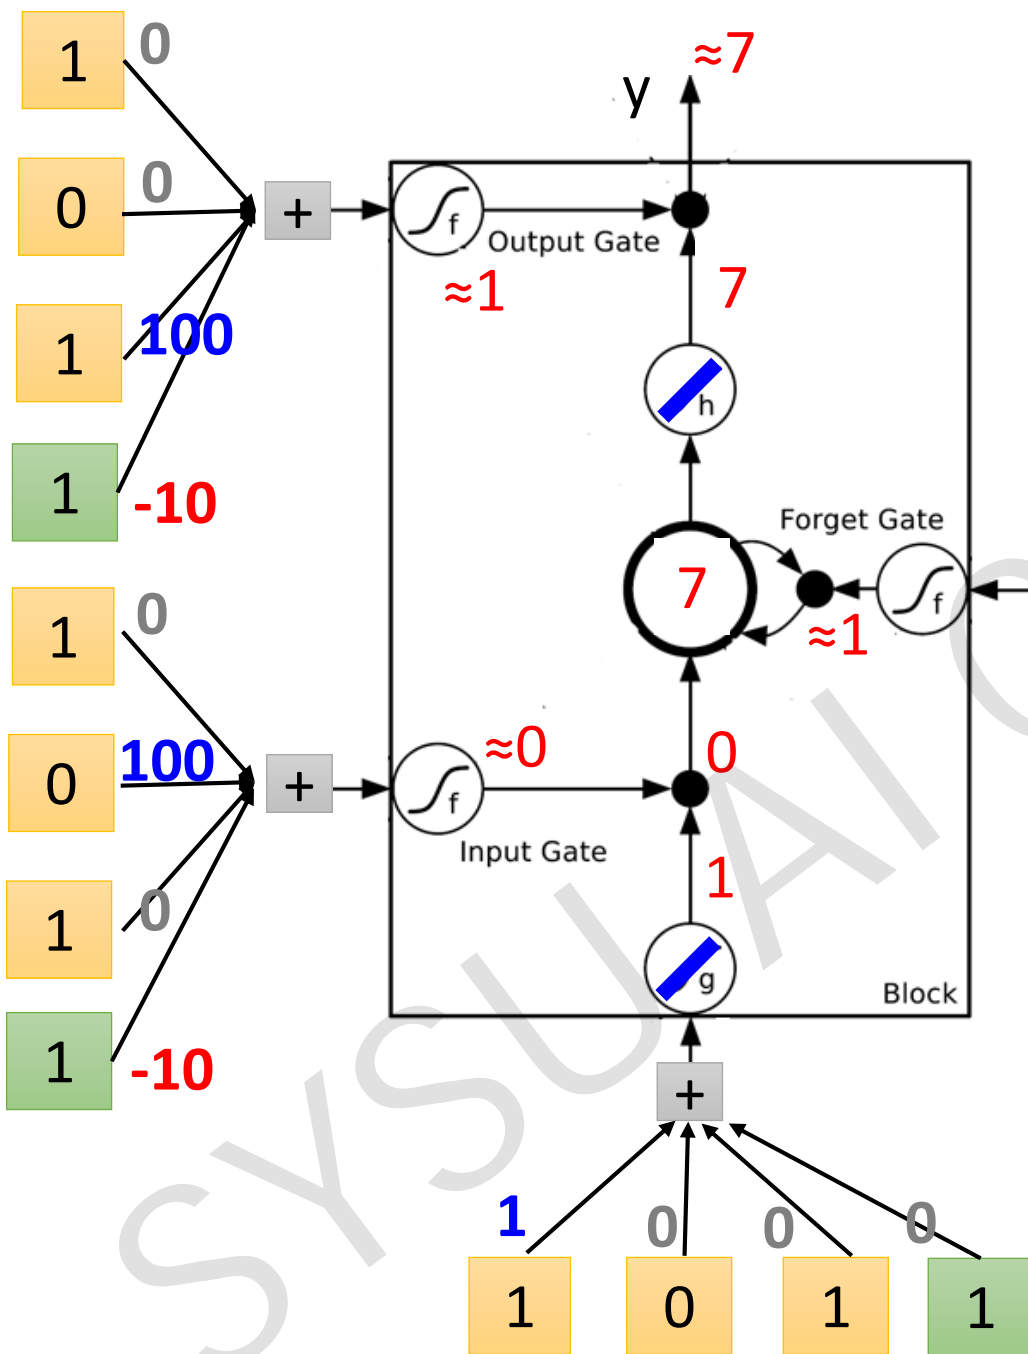 1 0
≈7
y
0 0
+
f
Output Gate
≈1
7
1 100
h
1 -10
Forget Gate
7
f
≈1
1 0
≈0
0
0 100
+
f
Input Gate
1
1 0
g
Block
1 -10
+
1 0 0 0
1 0 1 1
SYSUAI